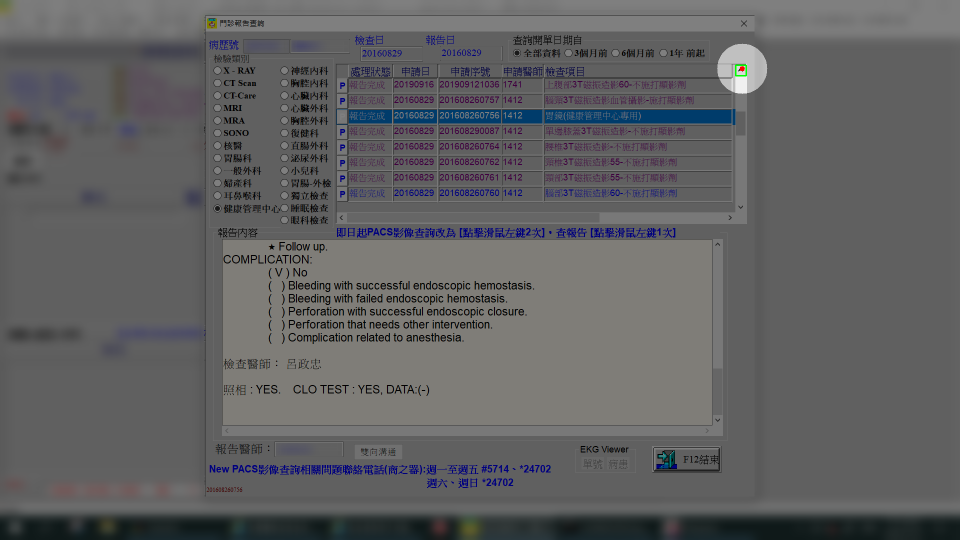 門診報告查詢
病歷號
檢查日
20160829
報告日
20160829
查詢開單日期自
全部資料 3個月前 6個月前 1年 前起
檢驗類別
X - RAY
神經內科
CT Scan
胸腔內科
CT-Care
心臟內科
MRI
心臟外科
MRA
胸腔外科
SONO
復健科
核醫
直腸外科
胃腸科
泌尿外科
一般外科
小兒科
婦產科
胃腸-外檢
耳鼻喉科
獨立檢查
健康管理中心
睡眠檢查
眼科檢查
處理狀態 申請日 申請序號 申請醫師 檢查項目
P 報告完成 20190916 201909121036 1741 上腹部3T磁振造影60-不施打顯影劑
P 報告完成 20160829 201608260757 1412 腦部3T磁振造影血管攝影-施打顯影劑
報告完成 20160829 201608260756 1412 胃鏡(健康管理中心專用)
P 報告完成 20160829 201608290087 1412 單邊膝蓋3T磁振造影-不施打顯影劑
P 報告完成 20160829 201608260764 1412 腰椎3T磁振造影-不施打顯影劑
P 報告完成 20160829 201608260762 1412 頸椎3T磁振造影55-不施打顯影劑
P 報告完成 20160829 201608260761 1412 頸部3T磁振造影55-不施打顯影劑
P 報告完成 20160829 201608260760 1412 腦部3T磁振造影60-不施打顯影劑
報告內容
即日起PACS影像查詢改為 [點擊滑鼠左鍵2次]，查報告 [點擊滑鼠左鍵1次]
★ Follow up.
COMPLICATION:
( V ) No
(   ) Bleeding with successful endoscopic hemostasis.
(   ) Bleeding with failed endoscopic hemostasis.
(   ) Perforation with successful endoscopic closure.
(   ) Perforation that needs other intervention.
(   ) Complication related to anesthesia.
檢查醫師： 呂政忠
照相 : YES.    CLO TEST : YES, DATA:(-)
報告醫師：
雙向溝通
EKG Viewer
單號 病患
F12結束
New PACS影像查詢相關問題聯絡電話(商之器):週一至週五 #5714、*24702
週六、週日 *24702
201608260756